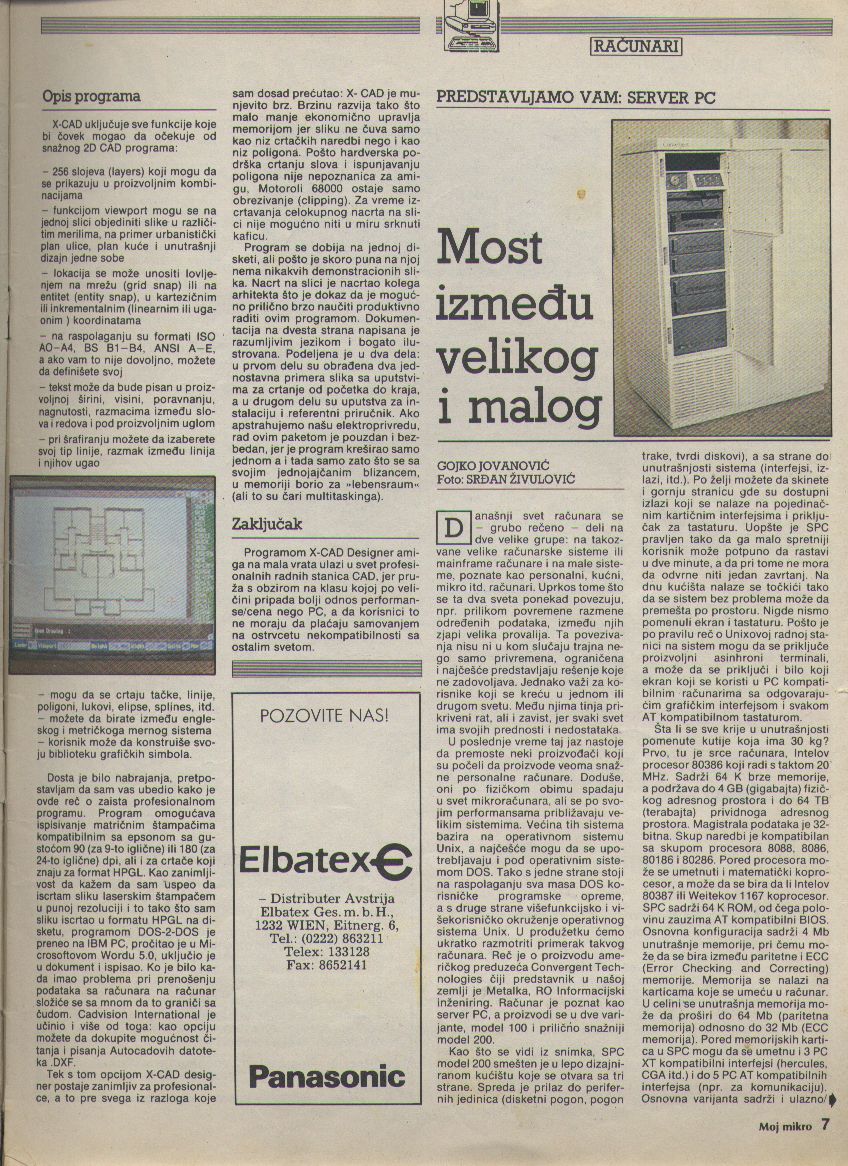 RAČUNARI
Opis programa
X-CAD uključuje sve funkcije koje
bi čovek mogao da očekuje od
snažnog 2D CAD programa:
– 256 slojeva (layers) koji mogu da
se prikazuju u proizvoljnim kombi-
nacijama
– funkcijom viewport mogu se na
jednoj slici objediniti slike u različi-
tim merilima, na primer urbanistički
plan ulice, plan kuće i unutrašnji
dizajn jedne sobe
– lokacija se može unositi lovlje-
njem na mrežu (grid snap) ili na
entitet (entity snap), u kartezičnim
ili inkrementalnim (linearnim ili uga-
onim ) koordinatama
– na raspolaganju su formati ISO
AO–A4, BS B1–B4, ANSI A–E,
a ako vam to nije dovoljno, možete
da definišete svoj
– tekst može da bude pisan u proiz-
voljnoj širini, visini, poravnanju,
nagnutosti, razmacima između slo-
va i redova i pod proizvoljnim uglom
– pri šrafiranju možete da izaberete
svoj tip linije, razmak između linija
i njihov ugao
– mogu da se crtaju tačke, linije,
poligoni, lukovi, elipse, splines, itd.
– možete da birate između engle-
skog i metričkoga mernog sistema
– korisnik može da konstruiše svo-
ju biblioteku grafičkih simbola.
Dosta je bilo nabrajanja, pretpo-
stavljam da sam vas ubedio kako je
ovde reč o zaista profesionalnom
programu. Program omogućava
ispisivanje matričnim štampačima
kompatibilnim sa epsonom sa gu-
stoćom 90 (za 9-to iglične) ili 180 (za
24-to iglične) dpi, ali i za crtače koji
znaju za format HPGL. Kao zanimlji-
vost da kažem da sam uspeo da
iscrtam sliku laserskim štampačem
u punoj rezoluciji i to tako što sam
sliku iscrtao u formatu HPGL na di-
sketu, programom DOS-2-DOS je
preneo na IBM PC, pročitao je u Mi-
crosoftovom Wordu 5.0, uključio je
u dokument i ispisao. Ko je bilo ka-
da imao problema pri prenošenju
podataka sa računara na računar
složiće se sa mnom da to graniči sa
čudom. Cadvision International je
učinio i više od toga: kao opciju
možete da dokupite mogućnost či-
tanja i pisanja Autocadovih datote-
ka .DXF.
Tek s tom opcijom X-CAD desig-
ner postaje zanimljiv za profesional-
ce, a to pre svega iz razloga koje
sam dosad prećutao: X- CAD je mu-
njevito brz. Brzinu razvija tako što
malo manje ekonomično upravlja
memorijom jer sliku ne čuva samo
kao niz crtačkih naredbi nego i kao
niz poligona. Pošto hardverska po-
drška crtanju slova i ispunjavanju
poligona nije nepoznanica za ami-
gu, Motoroli 68000 ostaje samo
obrezivanje (clipping). Za vreme iz-
crtavanja celokupnog nacrta na sli-
ci nije mogućno niti u miru srknuti
kaficu.
Program se dobija na jednoj di-
sketi, ali pošto je skoro puna na njoj
nema nikakvih demonstracionih sli-
ka. Nacrt na slici je nacrtao kolega
arhitekta što je dokaz da je moguć-
no prilično brzo naučiti produktivno
raditi ovim programom. Dokumen-
tacija na dvesta strana napisana je
razumljivim jezikom i bogato ilu-
strovana. Podeljena je u dva dela:
u prvom delu su obrađena dva jed-
nostavna primera slika sa uputstvi-
ma za crtanje od početka do kraja,
a u drugom delu su uputstva za in-
stalaciju i referentni priručnik. Ako
apstrahujemo našu elektroprivredu,
rad ovim paketom je pouzdan i bez-
bedan, jer je program kreširao samo
jednom a i tada samo zato što se sa
svojim jednojajčanim blizancem,
u memoriji borio za »lebensraum«
(ali to su čari multitaskinga).
Zaključak
Programom X-CAD Designer ami-
ga na mala vrata ulazi u svet profesi-
onalnih radnih stanica CAD, jer pru-
ža s obzirom na klasu kojoj po veli-
čini pripada bolji odnos performan-
se/cena nego PC, a da korisnici to
ne moraju da plaćaju samovanjem
na ostrvcetu nekompatibilnosti sa
ostalim svetom.
POZOVITE NAS!
Elbatex
– Distributer Avstrija
Elbatex Ges. m. b. H.,
1232 WIEN, Eitnerg. 6,
Tel.: (0222) 863211
Telex: 133128
Fax: 8652141
Panasonic
PREDSTAVLJAMO VAM: SERVER PC
Most
između
velikog
i malog
GOJKO JOVANOVIĆ
Foto: SRĐAN ŽIVULOVIĆ
Današnji svet računara se
– grubo rečeno – deli na
dve velike grupe: na takoz-
vane velike računarske sisteme ili
mainframe računare i na male siste-
me, poznate kao personalni, kućni,
mikro itd. računari. Uprkos tome što
se ta dva sveta ponekad povezuju,
npr. prilikom povremene razmene
određenih podataka, između njih
zjapi velika provalija. Ta povezivа-
nja nisu ni u kom slučaju trajna ne-
go samo privremena, ograničena
i najčešće predstavljaju rešenje koje
ne zadovoljava. Jednako važi za ko-
risnike koji se kreću u jednom ili
drugom svetu. Među njima tinja pri-
kriveni rat, ali i zavist, jer svaki svet
ima svojih prednosti i nedostataka.
U poslednje vreme taj jaz nastoje
da premoste neki proizvođači koji
su počeli da proizvode veoma snaž-
ne personalne računare. Doduše,
oni po fizičkom obimu spadaju
u svet mikroračunara, ali se po svo-
jim performansama približavaju ve-
likim sistemima. Većina tih sistema
bazira na operativnom sistemu
Unix, a najčešće mogu da se upo-
trebljavaju i pod operativnim siste-
mom DOS. Tako s jedne strane stoji
na raspolaganju sva masa DOS ko-
risničke programske opreme,
a s druge strane višefunkcijsko i vi-
šekorisničko okruženje operativnog
sistema Unix. U produžetku ćemo
ukratko razmotriti primerak takvog
računara. Reč je o proizvodu ame-
ričkog preduzeća Convergent Tech-
nologies čiji predstavnik u našoj
zemlji je Metalka, RO Informacijski
inženiring. Računar je poznat kao
server PC, a proizvodi se u dve vari-
jante, model 100 i prilično snažniji
model 200.
Kao što se vidi iz snimka, SPC
model 200 smešten je u lepo dizajni-
ranom kućištu koje se otvara sa tri
strane. Spreda je prilaz do perifer-
nih jedinica (disketni pogon, pogon
trake, tvrdi diskovi), a sa strane do
unutrašnjosti sistema (interfejsi, iz-
lazi, itd.). Po želji možete da skinete
i gornju stranicu gde su dostupni
izlazi koji se nalaze na pojedinač-
nim kartičnim interfejsima i priklju-
čak za tastaturu. Uopšte je SPC
pravljen tako da ga malo spretniji
korisnik može potpuno da rastavi
u dve minute, a da pri tome ne mora
da odvrne niti jedan zavrtanj. Na
dnu kućišta nalaze se točkići tako
da se sistem bez problema može da
premešta po prostoru. Nigde nismo
pomenuli ekran i tastaturu. Pošto je
po pravilu reč o Unixovoj radnoj sta-
nici na sistem mogu da se priključe
proizvoljni asinhroni terminali,
a može da se priključi i bilo koji
ekran koji se koristi u PC kompati-
bilnim računarima sa odgovaraju-
ćim grafičkim interfejsom i svakom
AT kompatibilnom tastaturom.
Šta li se sve krije u unutrašnjosti
pomenute kutije koja ima 30 kg?
Prvo, tu je srce računara, Intelov
procesor 80386 koji radi s taktom 20
MHz. Sadrži 64 K brze memorije,
a podržava do 4 GB (gigabajta) fizič-
kog adresnog prostora i do 64 TB
(terabajta) prividnoga adresnog
prostora. Magistrala podataka je 32-
bitna. Skup naredbi je kompatibilan
sa skupom procesora 8088, 8086,
80186 i 80286. Pored procesora mo-
že se umetnuti i matematički kopro-
cesor, a može da se bira da li Intelov
80387 ili Weitekov 1167 koprocesor.
SPC sadrži 64 K ROM, od čega polo-
vinu zauzima AT kompatibilni BIOS.
Osnovna konfiguracija sadrži 4 Mb
unutrašnje memorije, pri čemu mo-
že da se bira između paritetne i ECC
(Error Checking and Correcting)
memorije. Memorija se nalazi na
karticama koje se umeću u računar.
U celini se unutrašnja memorija mo-
že da proširi do 64 Mb (paritetna
memorija) odnosno do 32 Mb (ECC
memorija). Pored memorijskih karti-
ca u SPC mogu da se umetnu i 3 PC
XT kompatibilni interfejsi (hercules,
CGA itd.) i do 5 PC AT kompatibilnih
interfejsa (npr. za komunikaciju).
Osnovna varijanta sadrži i ulazno/
Moj mikro 7